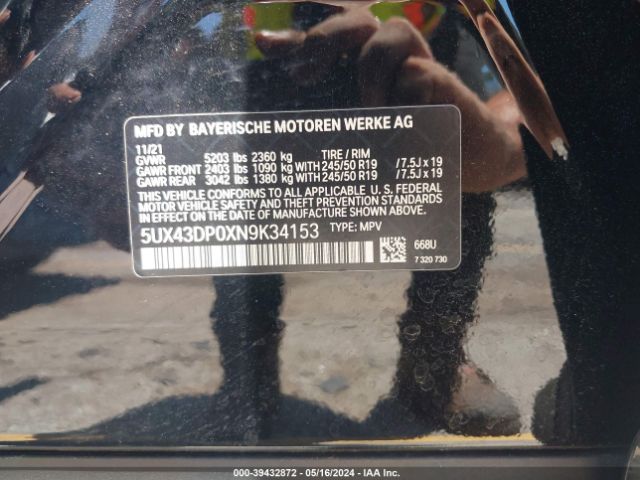 MFD BY BAYERISCHE MOTOREN WERKE AG
11/21
GVWR 5203 lbs 2360 kg TIRE / RIM
GAWR FRONT 2403 lbs 1090 kg WITH 245/50 R19 /7.5J x 19
GAWR REAR 3042 lbs 1380 kg WITH 245/50 R19 /7.5J x 19
THIS VEHICLE CONFORMS TO ALL APPLICABLE U. S. FEDERAL
MOTOR VEHICLE SAFETY AND THEFT PREVENTION STANDARDS
IN EFFECT ON THE DATE OF MANUFACTURE SHOWN ABOVE.
5UX43DP0XN9K34153 TYPE: MPV
668U
7 320 730
000-39432872 - 05/16/2024 - IAA Inc.